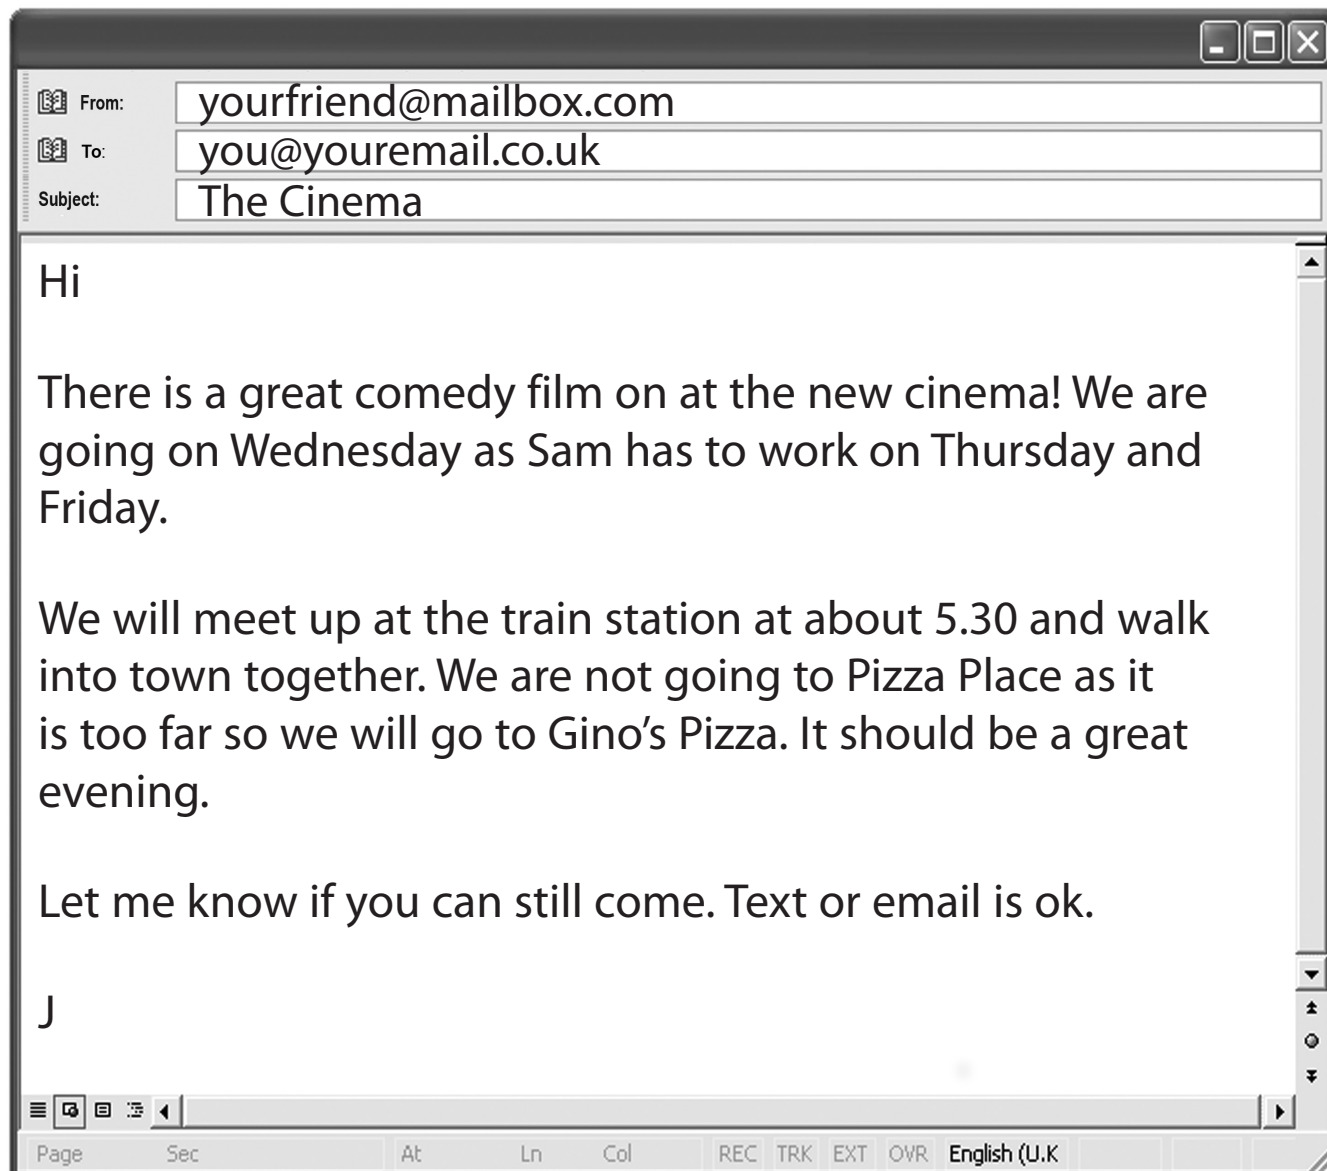 From: yourfriend@mailbox.com
To: you@youremail.co.uk
Subject: The Cinema
Hi
There is a great comedy film on at the new cinema! We are
going on Wednesday as Sam has to work on Thursday and
Friday.
We will meet up at the train station at about 5.30 and walk
into town together. We are not going to Pizza Place as it
is too far so we will go to Gino’s Pizza. It should be a great
evening.
Let me know if you can still come. Text or email is ok.
J
Page Sec At Ln Col REC TRK EXT OVR English (U.K